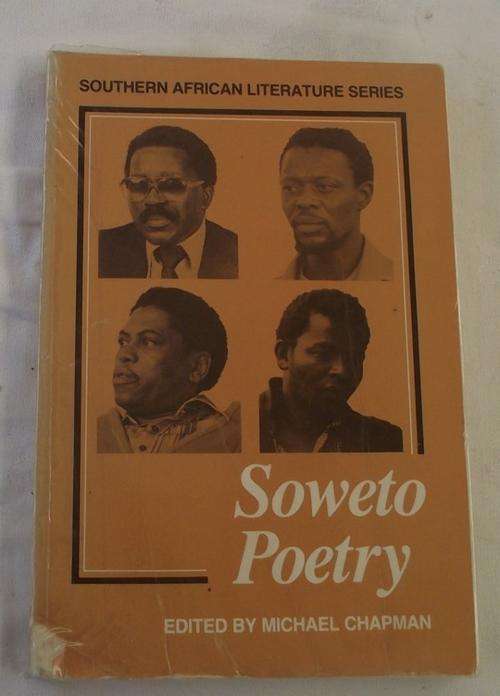 SOUTHERN AFRICAN LITERATURE SERIES
Soweto
Poetry
EDITED BY MICHAEL CHAPMAN